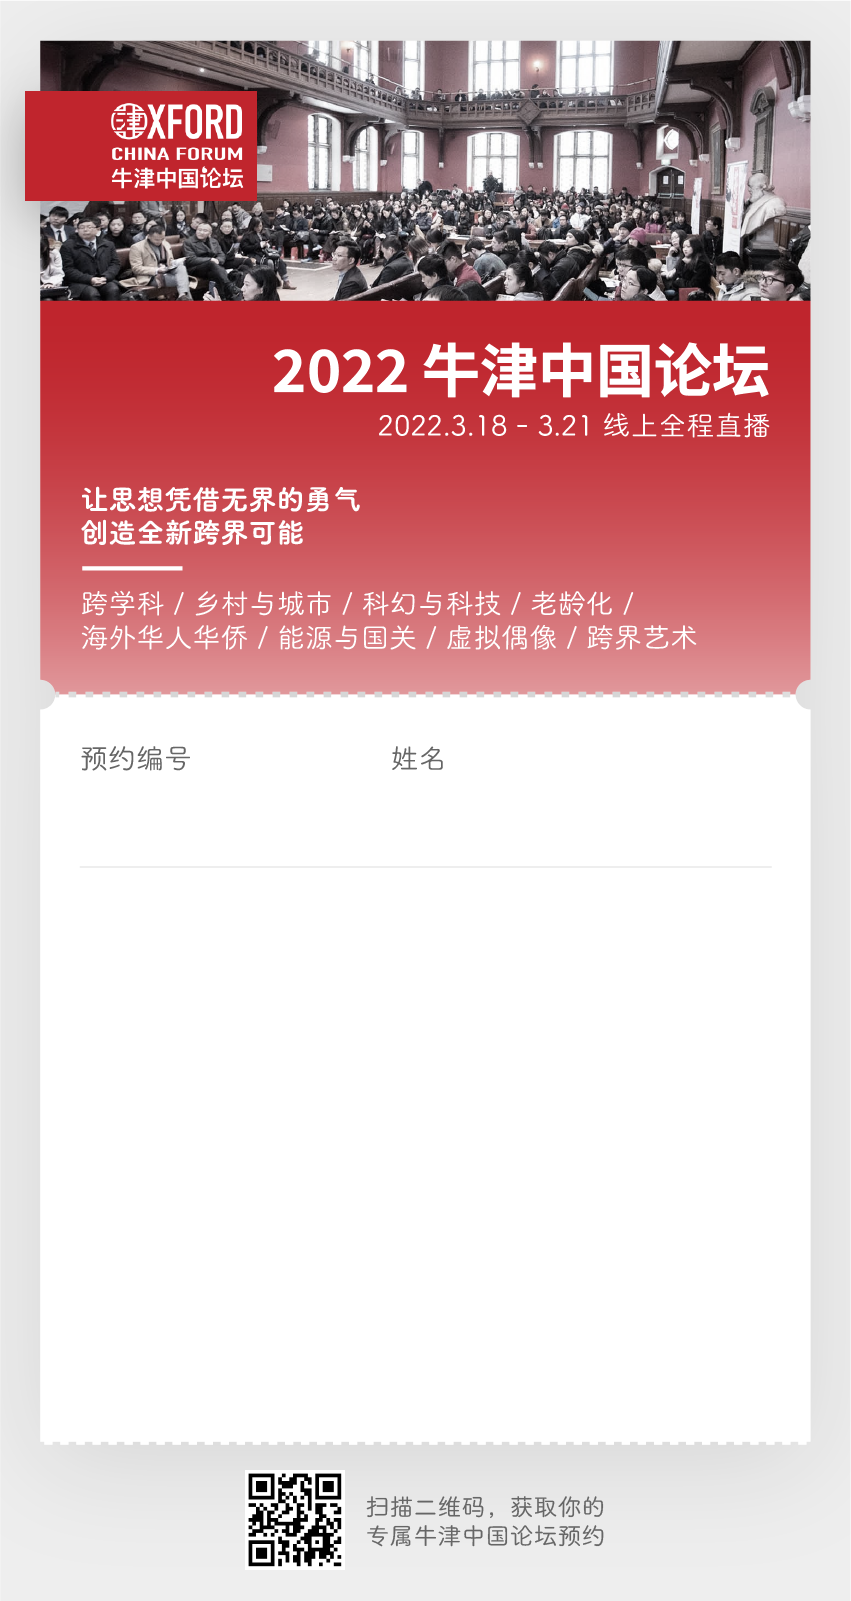 津XFORD
CHINA FORUM
牛津中国论坛
2022 牛津中国论坛
2022.3.18 - 3.21 线上全程直播
让思想凭借无界的勇气
创造全新跨界可能
跨学科 / 乡村与城市 / 科幻与科技 / 老龄化 /
海外华人华侨 / 能源与国关 / 虚拟偶像 / 跨界艺术
预约编号 姓名
扫描二维码，获取你的
专属牛津中国论坛预约